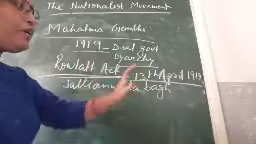 The Nationalist Movement
Mahatma Gandhi
1919 - Dual govt
Dyarchy
Rowlatt Act 13th April 1919
Jallianwala bagh